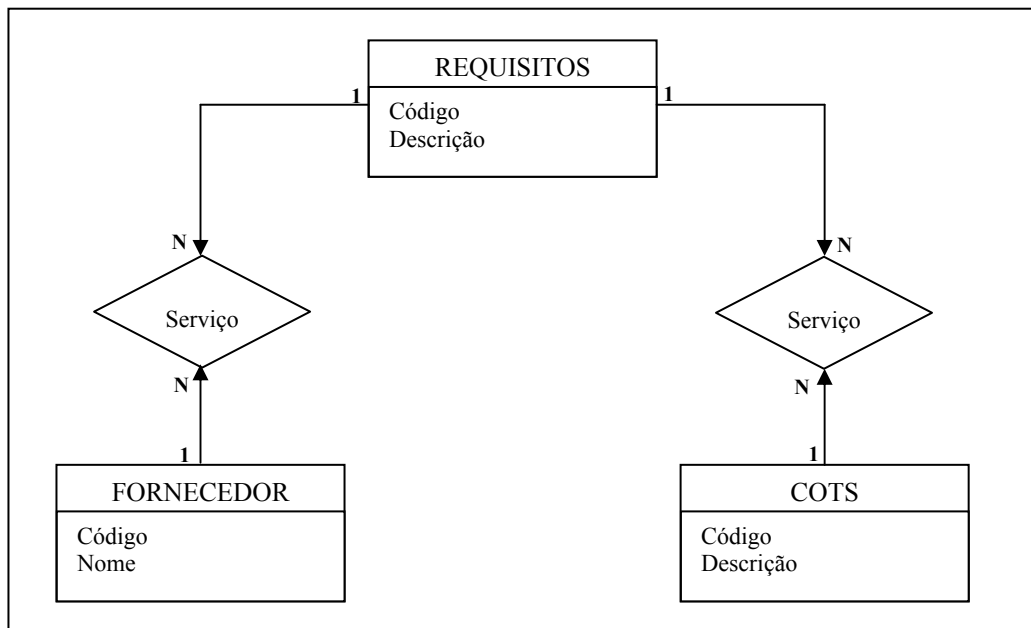 REQUISITOS
1
1
Código
Descrição
N
N
Serviço
Serviço
N
N
1
1
FORNECEDOR
Código
Nome
COTS
Código
Descrição